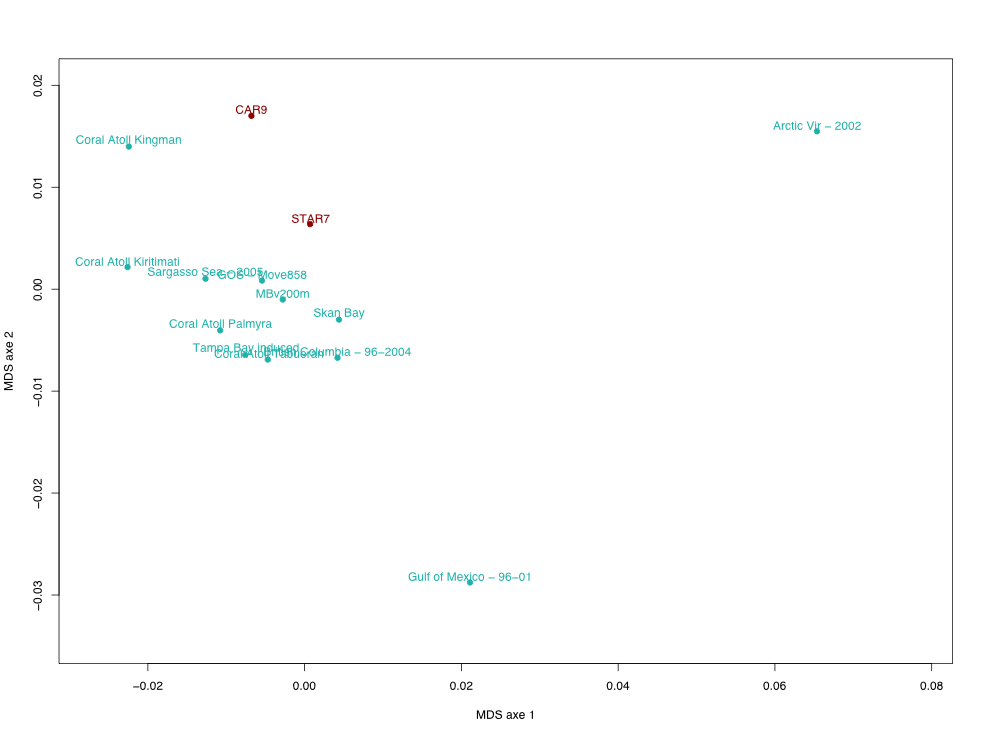 0.02
0.01
0.00
−0.01
−0.02
−0.03
MDS axe 2
CAR9
Arctic Vir − 2002
Coral Atoll Kingman
STAR7
Coral Atoll Kiritimati
Sargasso Sea − 2005
GOS − Move858
MBv200m
Skan Bay
Coral Atoll Palmyra
Tampa Bay induced
Columbia − 96−2004
Coral Atoll Tabueran
Gulf of Mexico − 96−01
−0.02 0.00 0.02 0.04 0.06 0.08
MDS axe 1